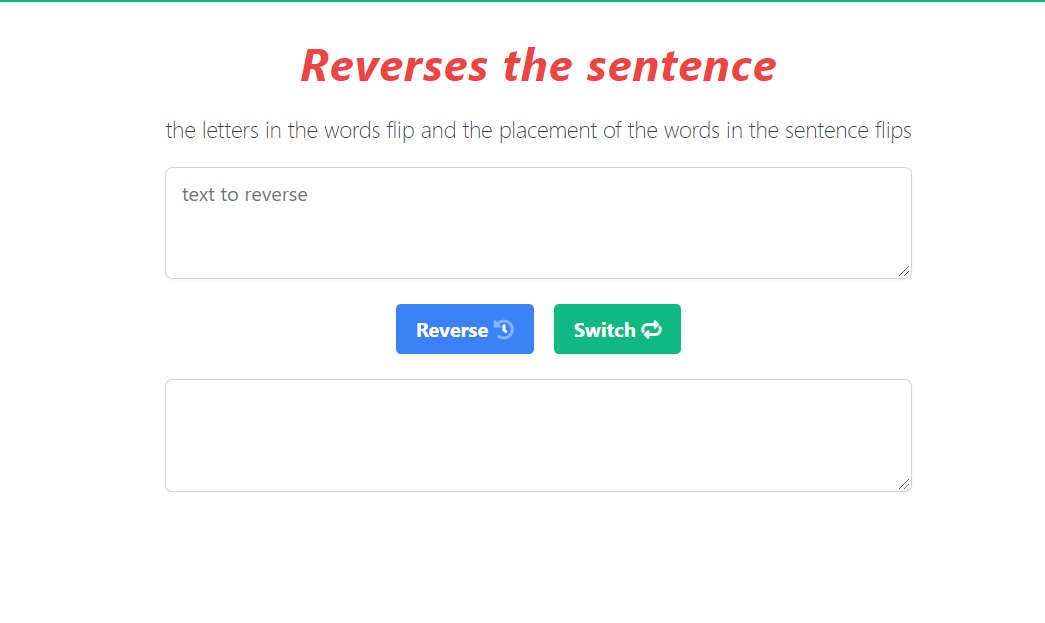 Reverses the sentence
the letters in the words flip and the placement of the words in the sentence flips
text to reverse
Reverse Switch